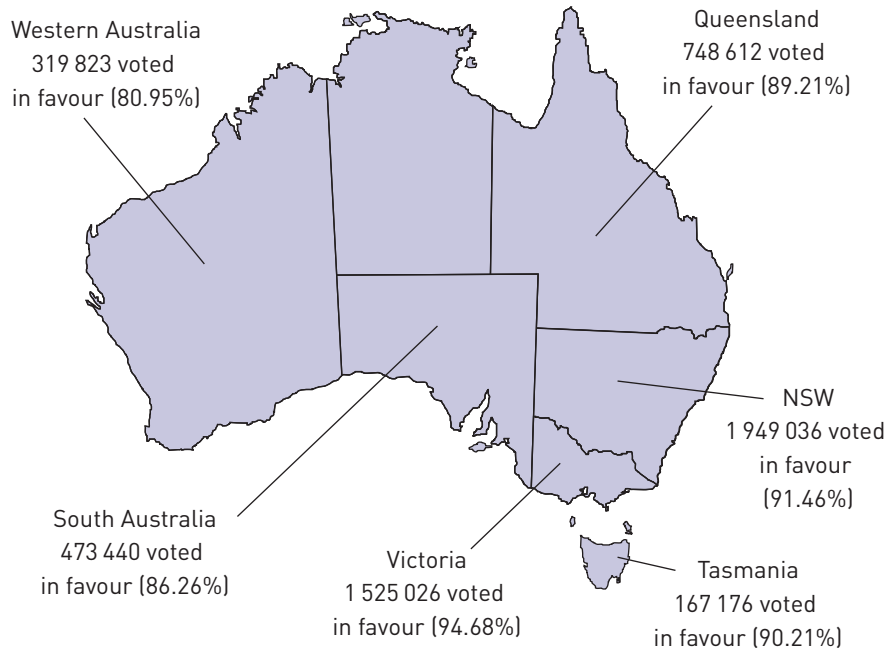 Western Australia
319 823 voted
in favour (80.95%)
Queensland
748 612 voted
in favour (89.21%)
NSW
1 949 036 voted
in favour
(91.46%)
South Australia
473 440 voted
in favour (86.26%)
Victoria
1 525 026 voted
in favour (94.68%)
Tasmania
167 176 voted
in favour (90.21%)